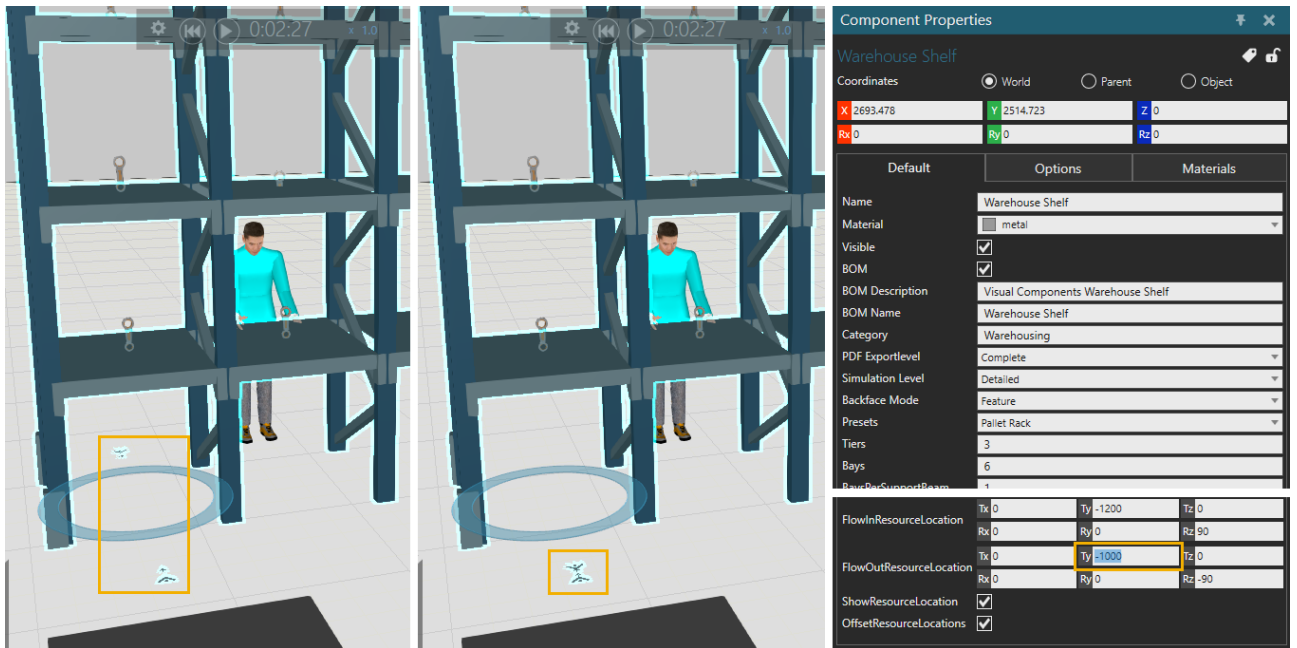 0:02:27 x 1.0
0:02:27 x 1.0
Component Properties
Warehouse Shelf
Coordinates World Parent Object
X 2693.478 Y 2514.723 Z 0
Rx 0 Ry 0 Rz 0
Default Options Materials
Name Warehouse Shelf
Material metal
Visible
BOM
BOM Description Visual Components Warehouse Shelf
BOM Name Warehouse Shelf
Category Warehousing
PDF Exportlevel Complete
Simulation Level Detailed
Backface Mode Feature
Presets Pallet Rack
Tiers 3
Bays 6
BaysPerSupportBeam 1
FlowInResourceLocation Tx 0 Ty -1200 Tz 0
Rx 0 Ry 0 Rz 90
FlowOutResourceLocation Tx 0 Ty -1000 Tz 0
Rx 0 Ry 0 Rz -90
ShowResourceLocation
OffsetResourceLocations